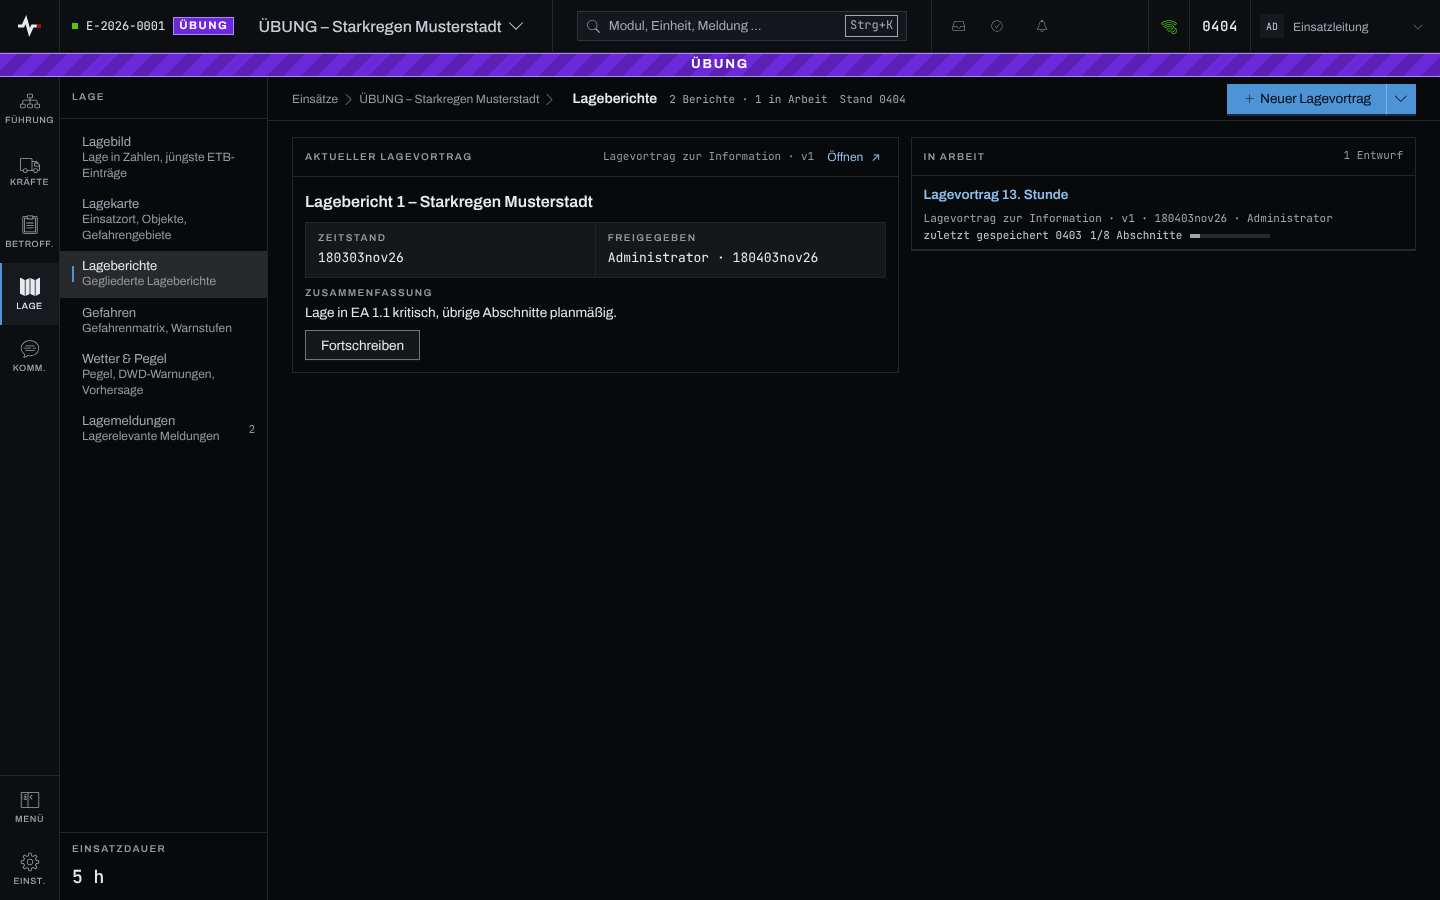 E-2026-0001 ÜBUNG ÜBUNG – Starkregen Musterstadt Modul, Einheit, Meldung ... Strg+K 0404 AD Einsatzleitung
ÜBUNG
FÜHRUNG
KRÄFTE
BETROFF.
LAGE
KOMM.
MENÜ
EINST.
LAGE
Lagebild
Lage in Zahlen, jüngste ETB-
Einträge
Lagekarte
Einsatzort, Objekte,
Gefahrengebiete
Lageberichte
Gegliederte Lageberichte
Gefahren
Gefahrenmatrix, Warnstufen
Wetter & Pegel
Pegel, DWD-Warnungen,
Vorhersage
Lagemeldungen
Lagerelevante Meldungen 2
EINSATZDAUER
5 h
Einsätze ÜBUNG – Starkregen Musterstadt Lageberichte 2 Berichte · 1 in Arbeit Stand 0404 + Neuer Lagevortrag
AKTUELLER LAGEVORTRAG Lagevortrag zur Information · v1 Öffnen
Lagebericht 1 – Starkregen Musterstadt
ZEITSTAND
180303nov26
FREIGEGEBEN
Administrator · 180403nov26
ZUSAMMENFASSUNG
Lage in EA 1.1 kritisch, übrige Abschnitte planmäßig.
Fortschreiben
IN ARBEIT 1 Entwurf
Lagevortrag 13. Stunde
Lagevortrag zur Information · v1 · 180403nov26 · Administrator
zuletzt gespeichert 0403 1/8 Abschnitte